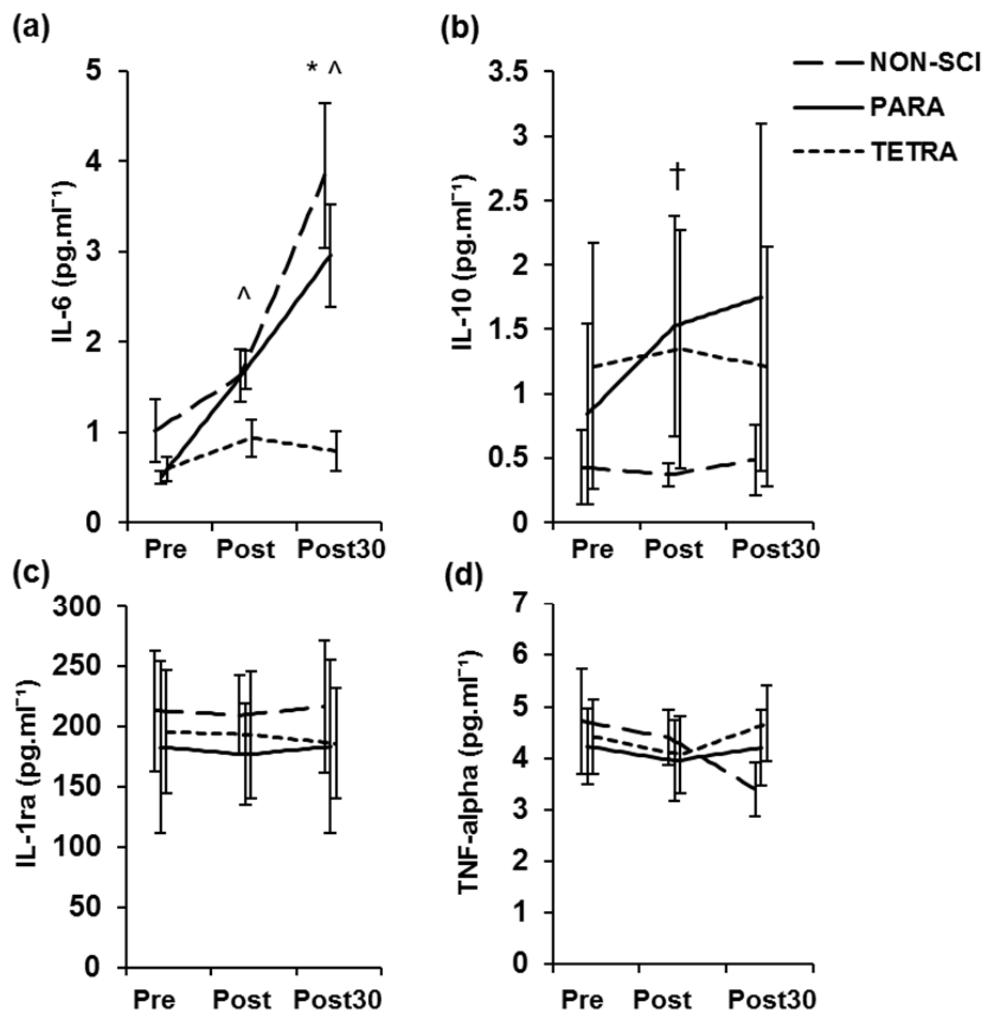 (a)
IL-6 (pg.ml⁻¹)
5
4
3
2
1
0
* ^
^
Pre Post Post30
(b)
IL-10 (pg.ml⁻¹)
3.5
3
2.5
2
1.5
1
0.5
0
†
Pre Post Post30
NON-SCI
PARA
TETRA
(c)
IL-1ra (pg.ml⁻¹)
300
250
200
150
100
50
0
Pre Post Post30
(d)
TNF-alpha (pg.ml⁻¹)
7
6
5
4
3
2
1
0
Pre Post Post30